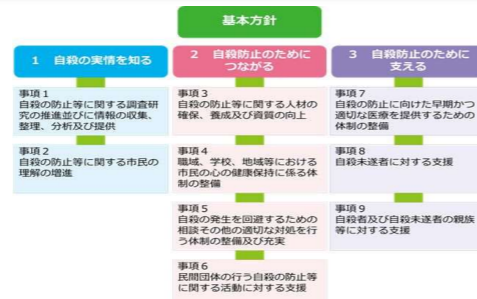 基本方針
1 自殺の実情を知る
2 自殺防止のために
つながる
3 自殺防止のために
支える
事項1
自殺の防止等に関する調査研
究の推進並びに情報の収集、
整理、分析及び提供
事項2
自殺の防止等に関する市民の
理解の増進
事項3
自殺の防止等に関する人材の
確保、養成及び資質の向上
事項4
職域、学校、地域等における
市民の心の健康保持に係る体
制の整備
事項5
自殺の発生を回避するための
相談その他の適切な対処を行
う体制の整備及び充実
事項6
民間団体の行う自殺の防止等
に関する活動に対する支援
事項7
自殺の防止に向けた早期かつ
適切な医療を提供するための
体制の整備
事項8
自殺未遂者に対する支援
事項9
自殺者及び自殺未遂者の親族
等に対する支援